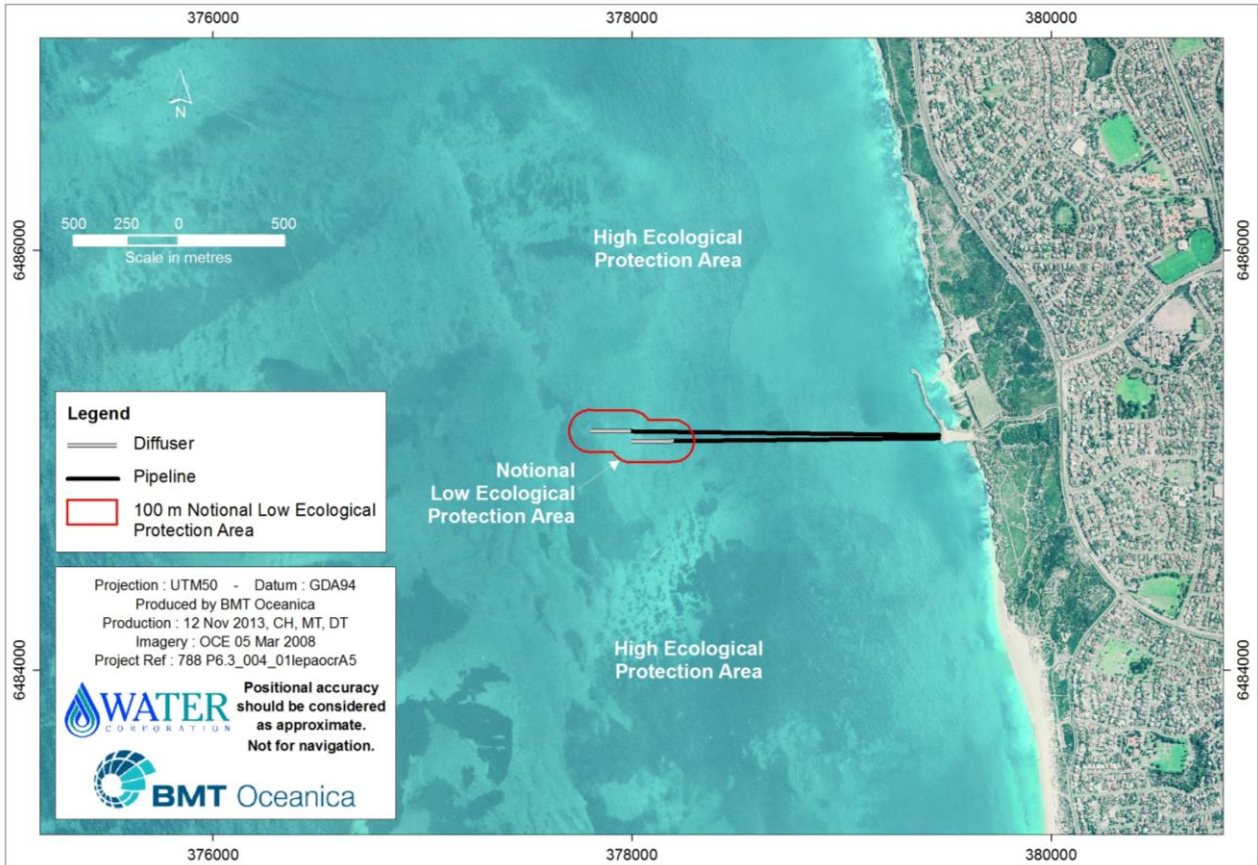 376000
378000
380000
N
6486000
6486000
500 250 0 500
Scale in metres
High Ecological
Protection Area
Legend
Diffuser
Pipeline
100 m Notional Low Ecological
Protection Area
Notional
Low Ecological
Protection Area
Projection : UTM50 - Datum : GDA94
Produced by BMT Oceanica
Production : 12 Nov 2013, CH, MT, DT
Imagery : OCE 05 Mar 2008
Project Ref : 788 P6.3_004_01lepaocrA5
WATER
CORPORATION
Positional accuracy
should be considered
as approximate.
Not for navigation.
BMT Oceanica
High Ecological
Protection Area
6484000
6484000
376000
378000
380000